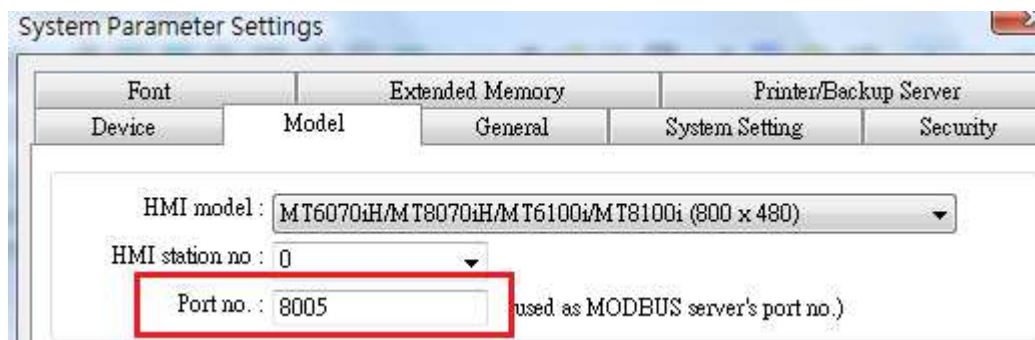 System Parameter Settings
Font Extended Memory Printer/Backup Server
Device Model General System Setting Security
HMI model : MT6070iH/MT8070iH/MT6100i/MT8100i (800 x 480)
HMI station no : 0
Port no. : 8005 used as MODBUS server's port no.)